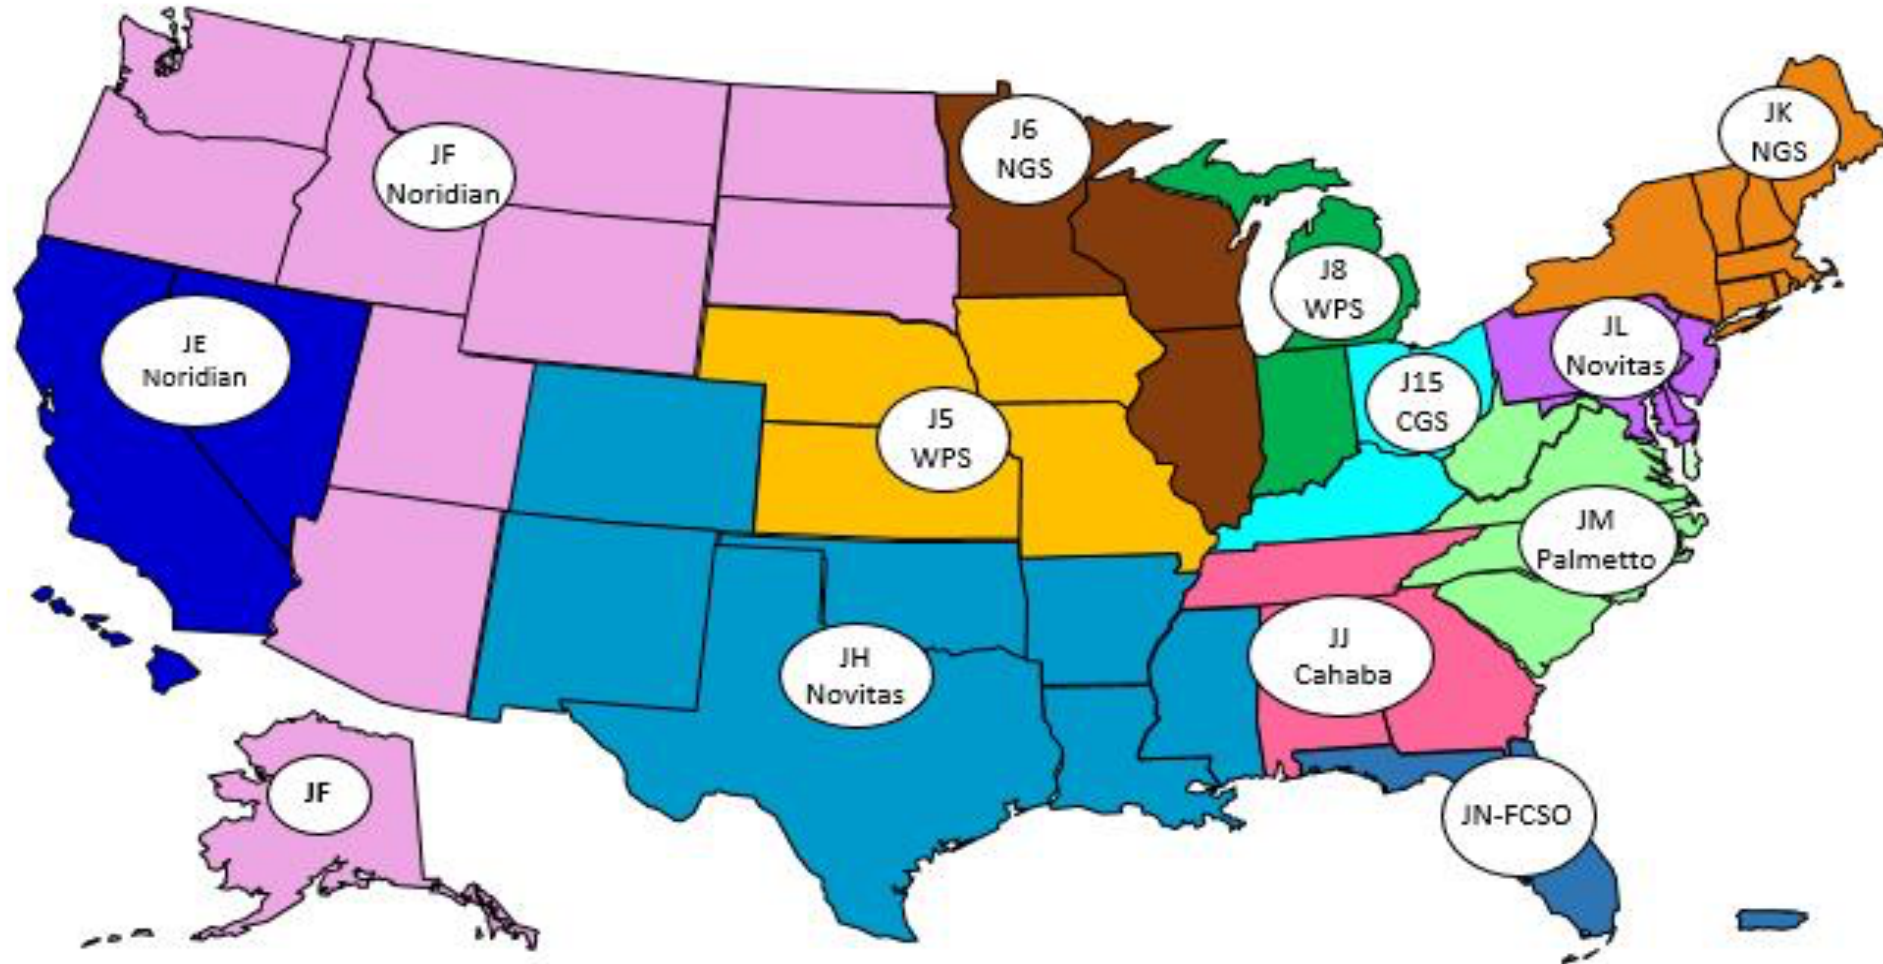 JF
Noridian
J6
NGS
JK
NGS
J8
WPS
JE
Noridian
JL
Novitas
J15
CGS
J5
WPS
JM
Palmetto
JH
Novitas
JJ
Cahaba
JF
JN-FCSO